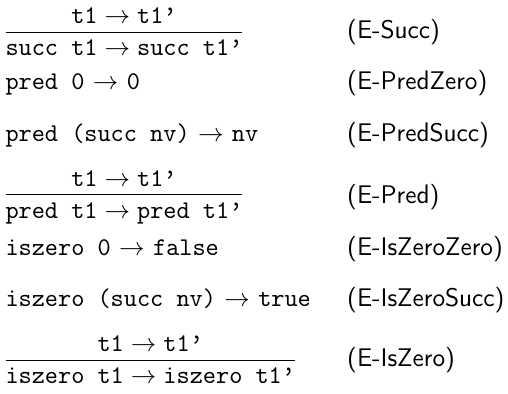 t1 → t1'
succ t1 → succ t1' (E-Succ)
pred 0 → 0 (E-PredZero)
pred (succ nv) → nv (E-PredSucc)
t1 → t1'
pred t1 → pred t1' (E-Pred)
iszero 0 → false (E-IsZeroZero)
iszero (succ nv) → true (E-IsZeroSucc)
t1 → t1'
iszero t1 → iszero t1' (E-IsZero)